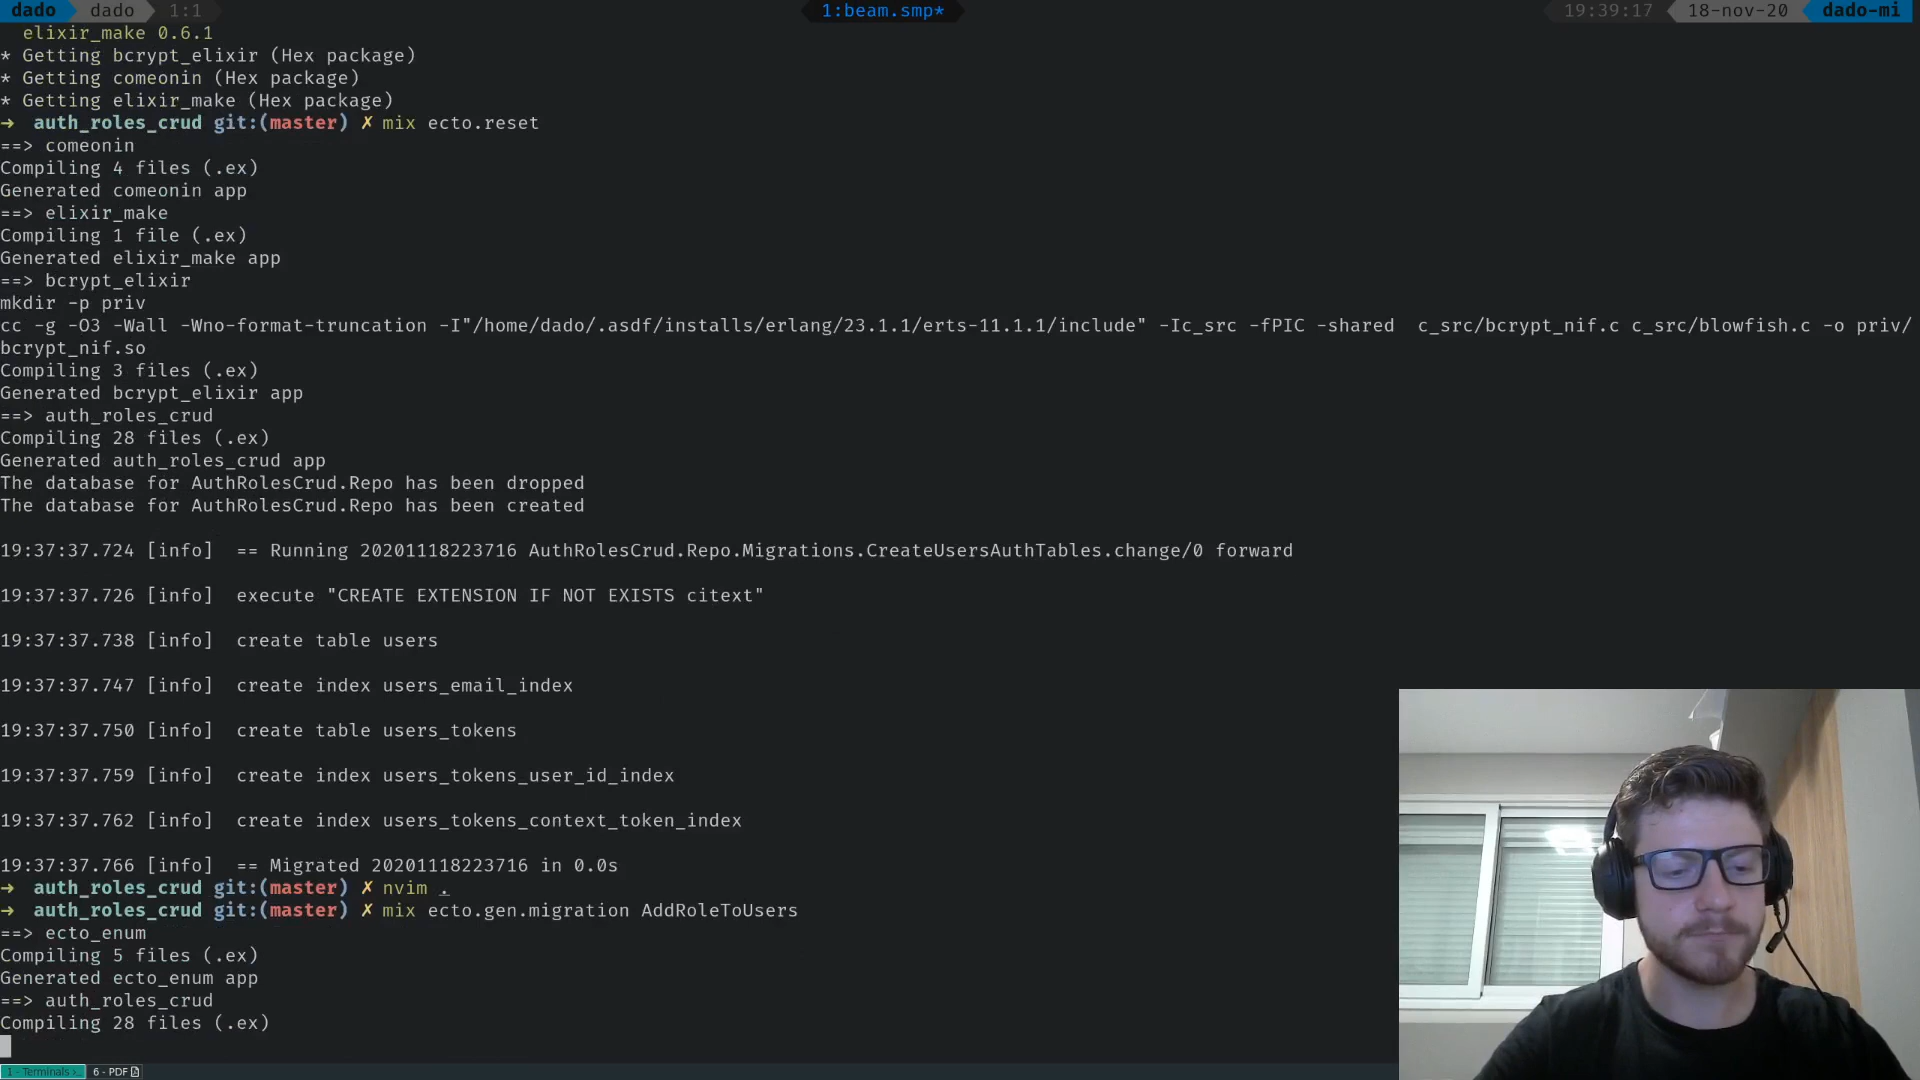 dado dado 1:1 1:beam.smp* 19:39:17 18-nov-20 dado-mi
elixir_make 0.6.1
* Getting bcrypt_elixir (Hex package)
* Getting comeonin (Hex package)
* Getting elixir_make (Hex package)
→ auth_roles_crud git:(master) ✗ mix ecto.reset
==> comeonin
Compiling 4 files (.ex)
Generated comeonin app
==> elixir_make
Compiling 1 file (.ex)
Generated elixir_make app
==> bcrypt_elixir
mkdir -p priv
cc -g -O3 -Wall -Wno-format-truncation -I"/home/dado/.asdf/installs/erlang/23.1.1/erts-11.1.1/include" -Ic_src -fPIC -shared  c_src/bcrypt_nif.c c_src/blowfish.c -o priv/
bcrypt_nif.so
Compiling 3 files (.ex)
Generated bcrypt_elixir app
==> auth_roles_crud
Compiling 28 files (.ex)
Generated auth_roles_crud app
The database for AuthRolesCrud.Repo has been dropped
The database for AuthRolesCrud.Repo has been created
19:37:37.724 [info]  == Running 20201118223716 AuthRolesCrud.Repo.Migrations.CreateUsersAuthTables.change/0 forward
19:37:37.726 [info]  execute "CREATE EXTENSION IF NOT EXISTS citext"
19:37:37.738 [info]  create table users
19:37:37.747 [info]  create index users_email_index
19:37:37.750 [info]  create table users_tokens
19:37:37.759 [info]  create index users_tokens_user_id_index
19:37:37.762 [info]  create index users_tokens_context_token_index
19:37:37.766 [info]  == Migrated 20201118223716 in 0.0s
→ auth_roles_crud git:(master) ✗ nvim .
→ auth_roles_crud git:(master) ✗ mix ecto.gen.migration AddRoleToUsers
==> ecto_enum
Compiling 5 files (.ex)
Generated ecto_enum app
==> auth_roles_crud
Compiling 28 files (.ex)
1 - Terminals 6 - PDF